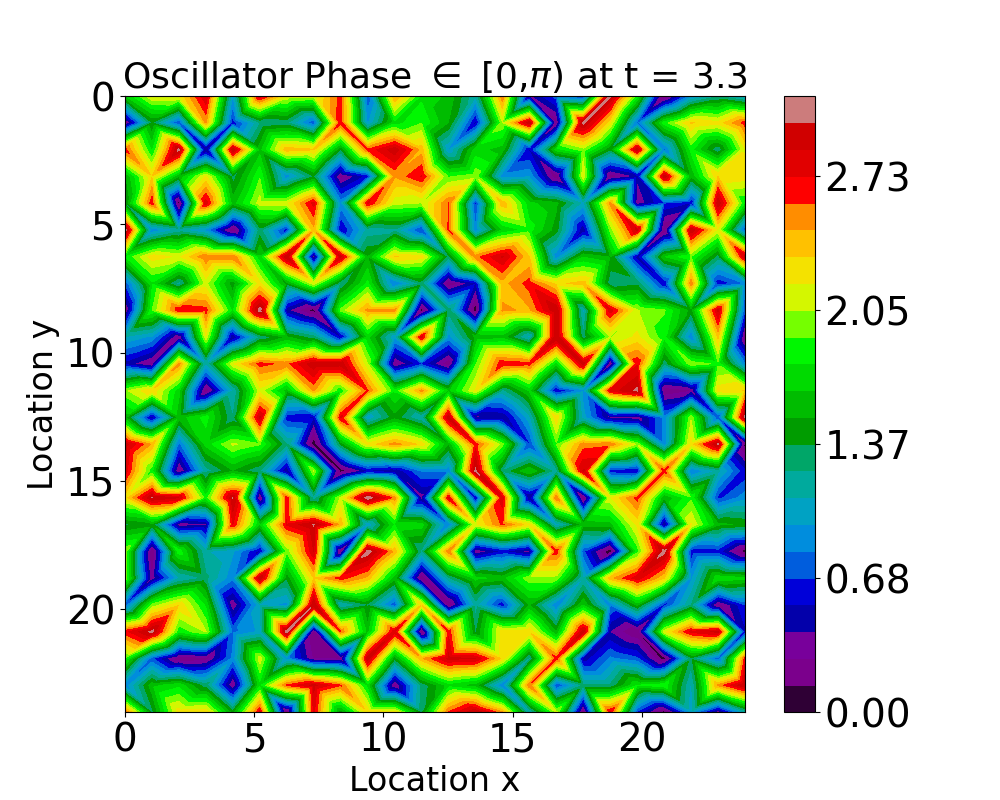 Oscillator Phase ∈ [0,π) at t = 3.3
0
5
10
15
20
Location y
0 5 10 15 20
Location x
2.73
2.05
1.37
0.68
0.00